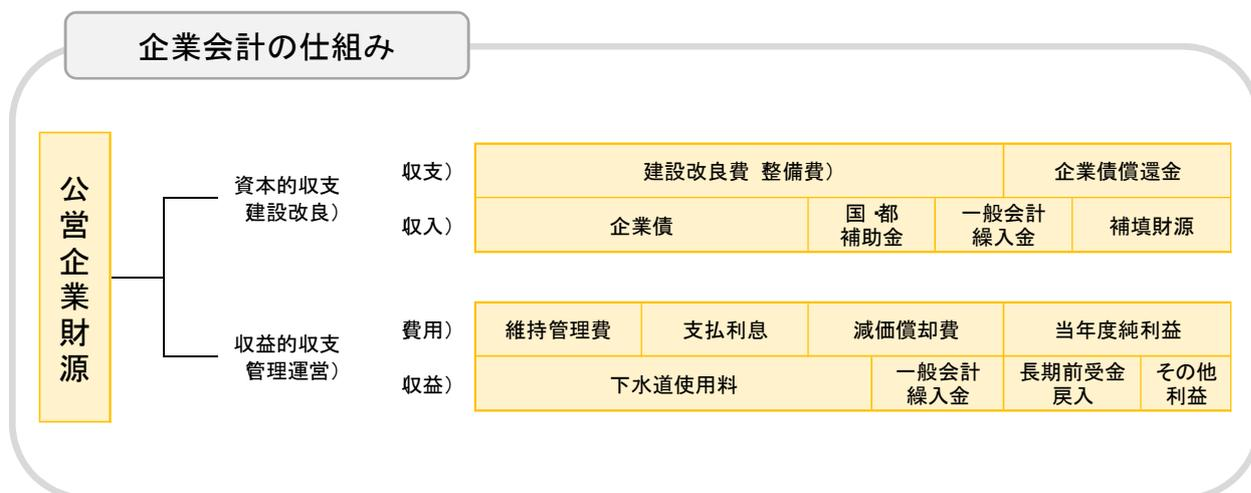 企業会計の仕組み
公営企業財源
資本的収支
建設改良）
収支）
建設改良費 整備費）
企業債償還金
収入）
企業債
国・都
補助金
一般会計
繰入金
補填財源
収益的収支
管理運営）
費用）
維持管理費
支払利息
減価償却費
当年度純利益
収益）
下水道使用料
一般会計
繰入金
長期前受金
戻入
その他
利益